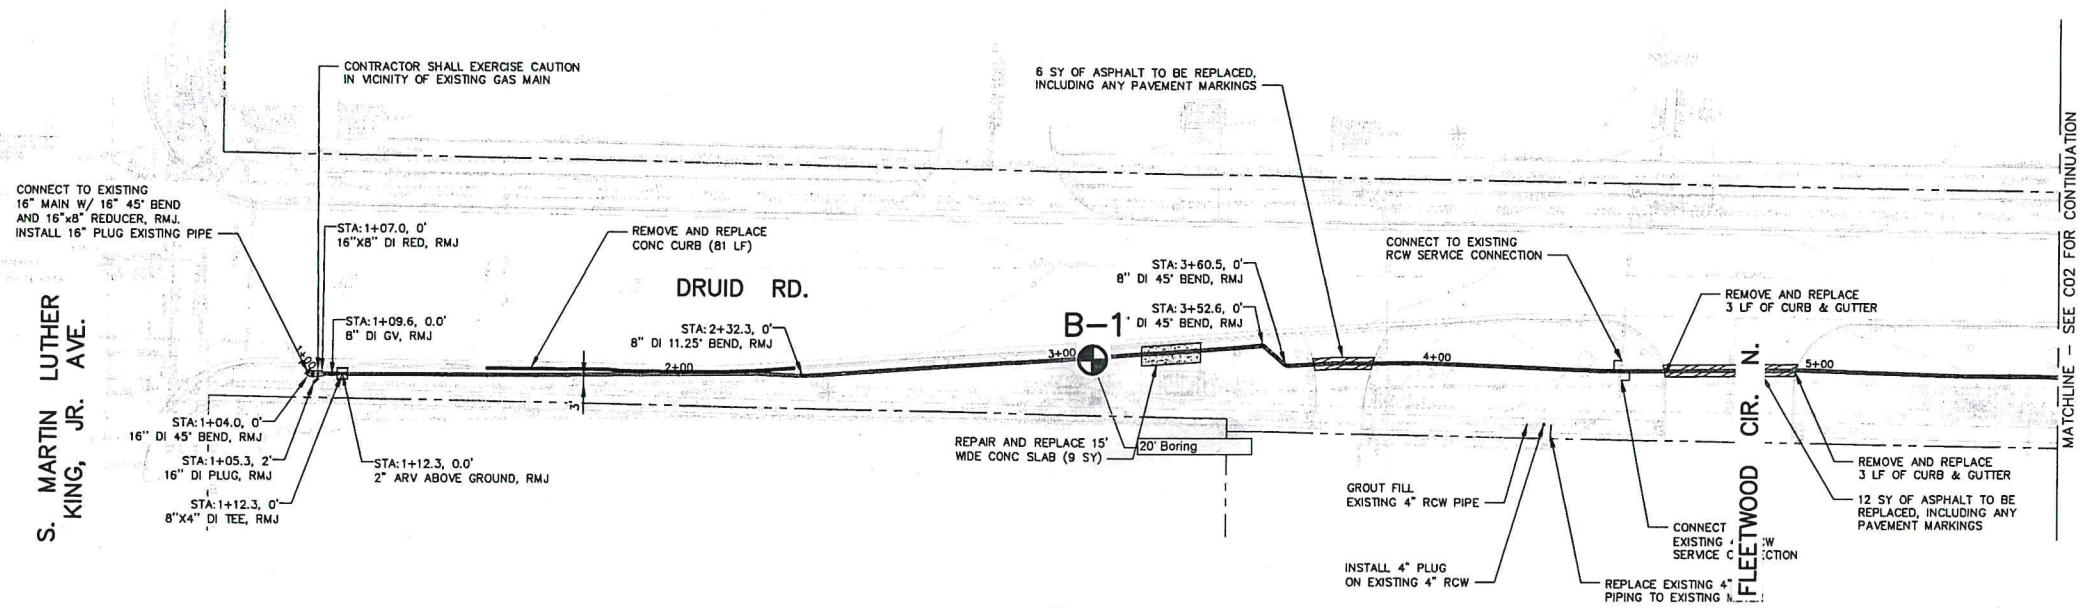 CONTRACTOR SHALL EXERCISE CAUTION
IN VICINITY OF EXISTING GAS MAIN
6 SY OF ASPHALT TO BE REPLACED,
INCLUDING ANY PAVEMENT MARKINGS
CONNECT TO EXISTING
16" MAIN W/ 16" 45° BEND
AND 16"x8" REDUCER, RMJ.
INSTALL 16" PLUG EXISTING PIPE
STA: 1+07.0, 0'
16"X8" DI RED, RMJ
REMOVE AND REPLACE
CONC CURB (81 LF)
DRUID RD.
CONNECT TO EXISTING
RCW SERVICE CONNECTION
STA: 3+60.5, 0'
8" DI 45° BEND, RMJ
STA: 3+52.6, 0'
DI 45° BEND, RMJ
B-1
REMOVE AND REPLACE
3 LF OF CURB & GUTTER
MATCHLINE - SEE C02 FOR CONTINUATION
S. MARTIN LUTHER
KING, JR. AVE.
STA: 1+09.6, 0.0'
8" DI GV, RMJ
STA: 2+32.3, 0'
8" DI 11.25° BEND, RMJ
1+00
2+00
3+00
4+00
5+00
3'
STA: 1+04.0, 0'
16" DI 45° BEND, RMJ
STA: 1+05.3, 2'
16" DI PLUG, RMJ
STA: 1+12.3, 0'
8"X4" DI TEE, RMJ
STA: 1+12.3, 0.0'
2" ARV ABOVE GROUND, RMJ
REPAIR AND REPLACE 15'
WIDE CONC SLAB (9 SY)
20' Boring
GROUT FILL
EXISTING 4" RCW PIPE
INSTALL 4" PLUG
ON EXISTING 4" RCW
REPLACE EXISTING 4"
PIPING TO EXISTING
CONNECT
EXISTING
SERVICE
FLEETWOOD CIR. N.
REMOVE AND REPLACE
3 LF OF CURB & GUTTER
12 SY OF ASPHALT TO BE
REPLACED, INCLUDING ANY
PAVEMENT MARKINGS